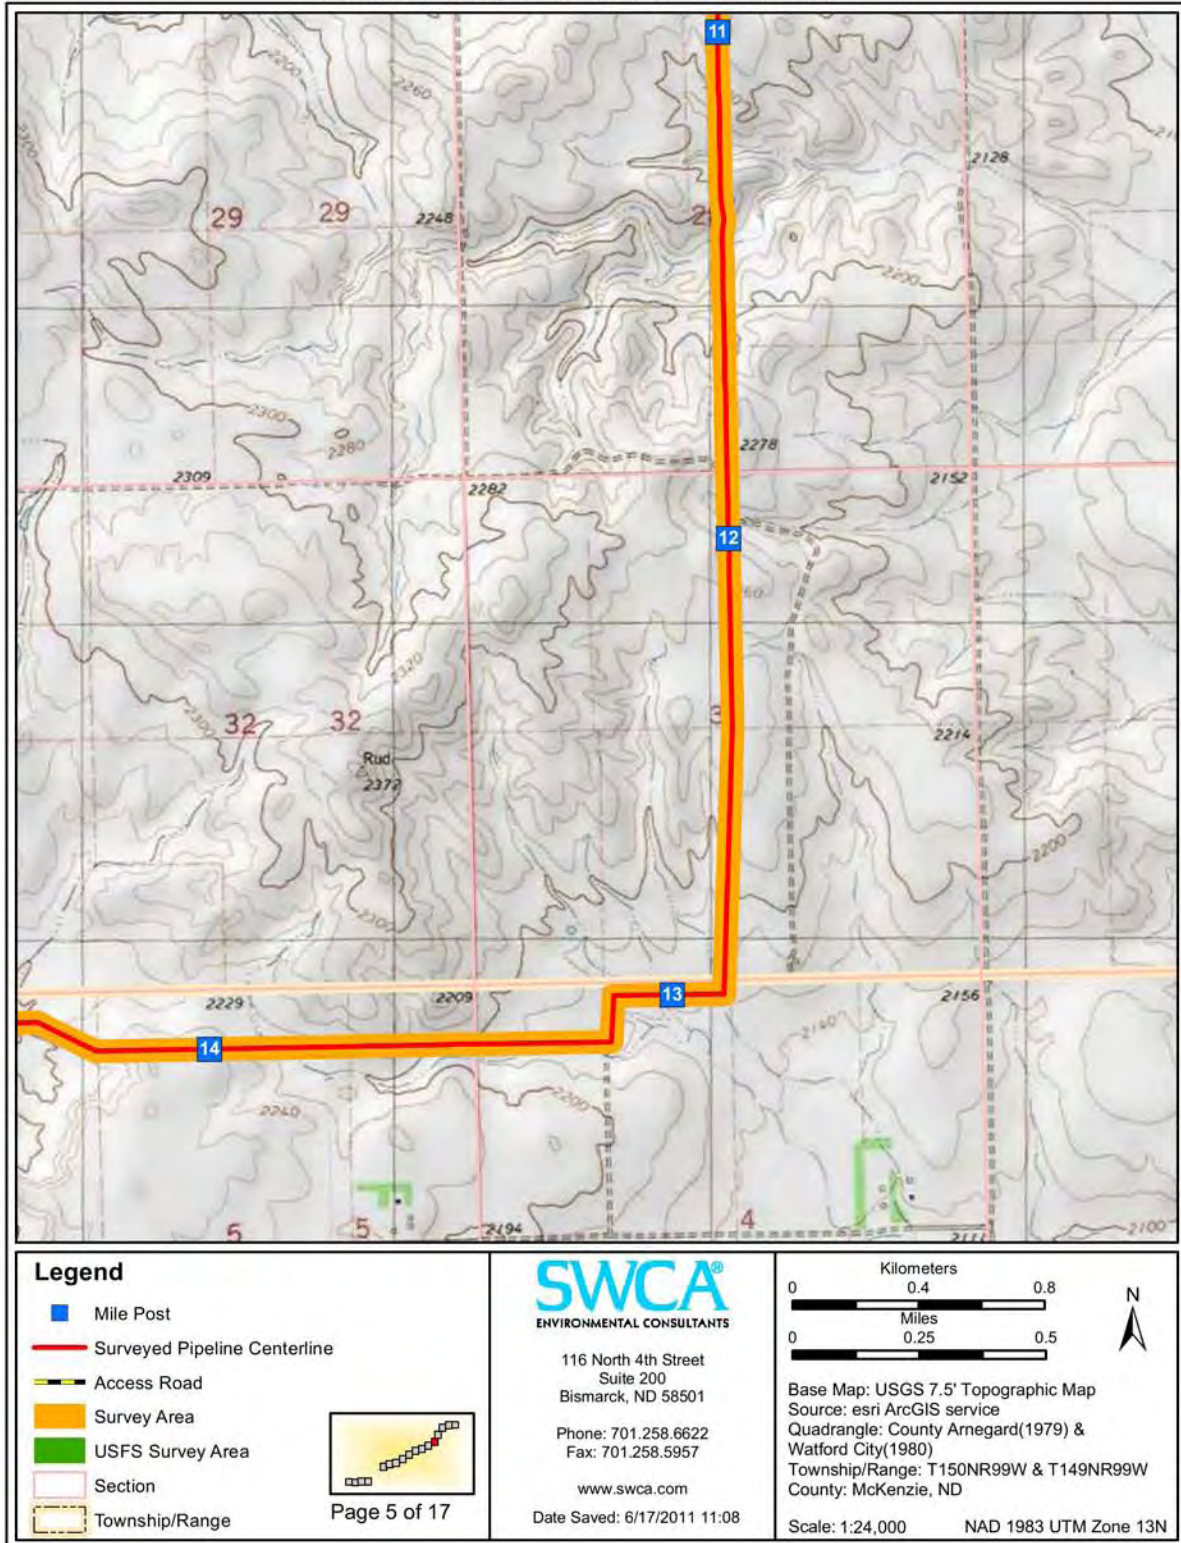 11
2200
2260
2300
2128
29
29
2248
2200
2300
2280
2278
2309
2282
2152
12
2320
2300
32
32
2214
Rud
2372
2200
2300
13
2229
2209
2156
14
2140
2240
2200
5
5
2194
4
2100
Legend
Mile Post
Surveyed Pipeline Centerline
Access Road
Survey Area
USFS Survey Area
Section
Township/Range
Page 5 of 17
SWCA®
ENVIRONMENTAL CONSULTANTS
116 North 4th Street
Suite 200
Bismarck, ND 58501
Phone: 701.258.6622
Fax: 701.258.5957
www.swca.com
Date Saved: 6/17/2011 11:08
Kilometers
0 0.4 0.8
Miles
0 0.25 0.5
N
Base Map: USGS 7.5' Topographic Map
Source: esri ArcGIS service
Quadrangle: County Arnegard(1979) &
Watford City(1980)
Township/Range: T150NR99W & T149NR99W
County: McKenzie, ND
Scale: 1:24,000 NAD 1983 UTM Zone 13N